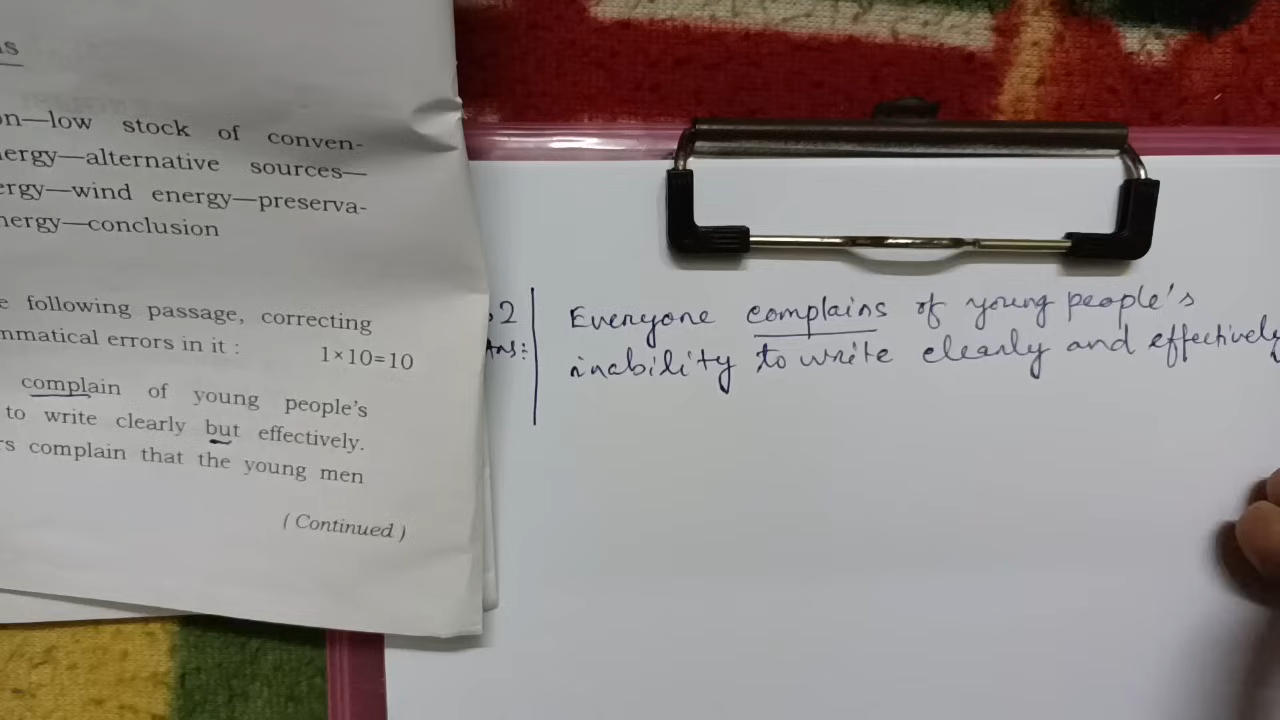 on—low stock of conven-
ergy—alternative sources—
ergy—wind energy—preserva-
ergy—conclusion
following passage, correcting
mmatical errors in it :
1×10=10
complain of young people's
to write clearly but effectively.
rs complain that the young men
( Continued )
2
Ans:
Everyone complains of young people's
inability to write clearly and effectively